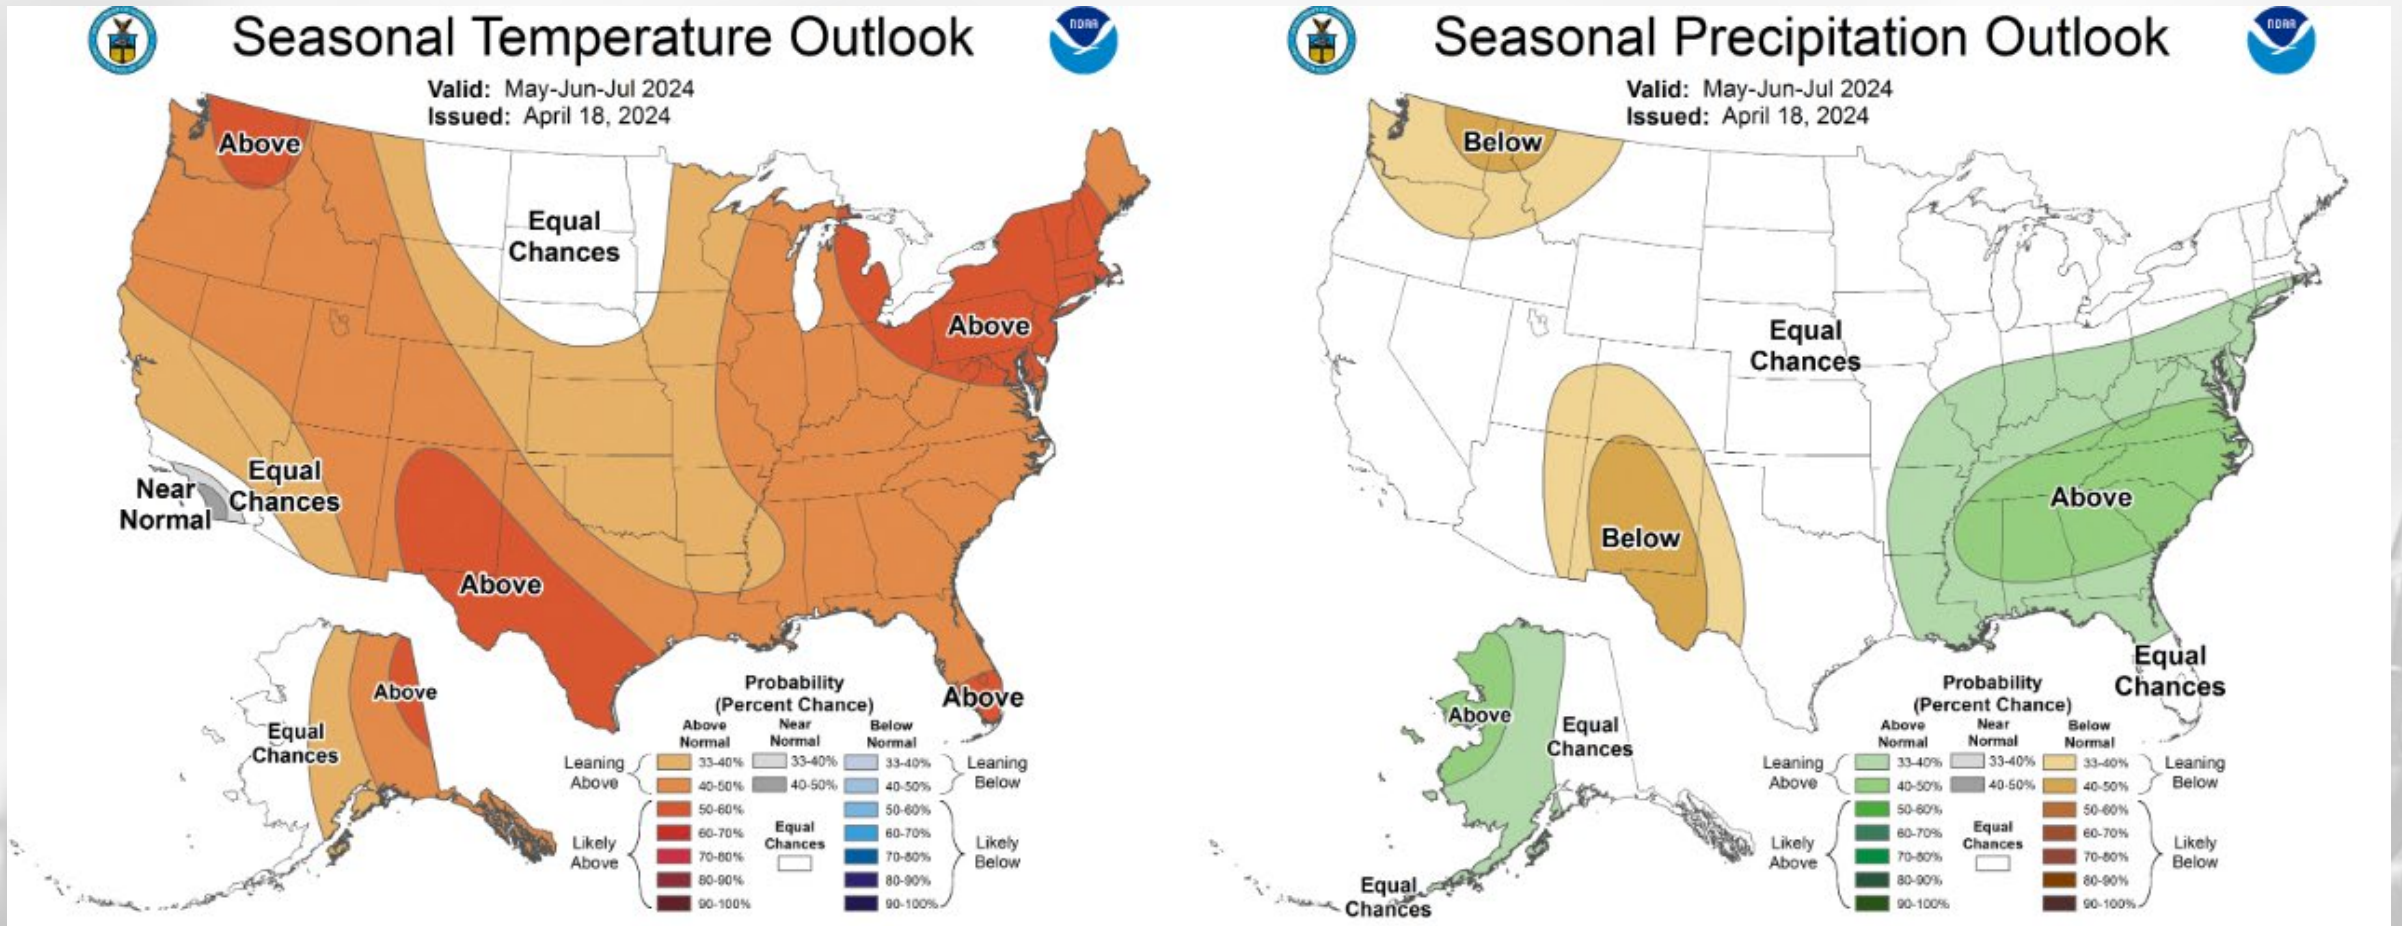 Seasonal Temperature Outlook
NOAA
Valid: May-Jun-Jul 2024
Issued: April 18, 2024
Above
Equal
Chances
Above
Equal
Chances
Near
Normal
Above
Above
Above
Equal
Chances
Probability
(Percent Chance)
Above
Normal
Near
Normal
Below
Normal
Leaning
Above
33-40%
33-40%
33-40%
40-50%
40-50%
40-50%
Leaning
Below
Likely
Above
50-60%
50-60%
60-70%
60-70%
70-80%
70-80%
80-90%
80-90%
90-100%
90-100%
Equal
Chances
Likely
Below
Seasonal Precipitation Outlook
NOAA
Valid: May-Jun-Jul 2024
Issued: April 18, 2024
Below
Equal
Chances
Above
Below
Equal
Chances
Above
Equal
Chances
Equal
Chances
Probability
(Percent Chance)
Above
Normal
Near
Normal
Below
Normal
Leaning
Above
33-40%
33-40%
33-40%
40-50%
40-50%
40-50%
Leaning
Below
Likely
Above
50-60%
50-60%
60-70%
60-70%
70-80%
70-80%
80-90%
80-90%
90-100%
90-100%
Equal
Chances
Likely
Below